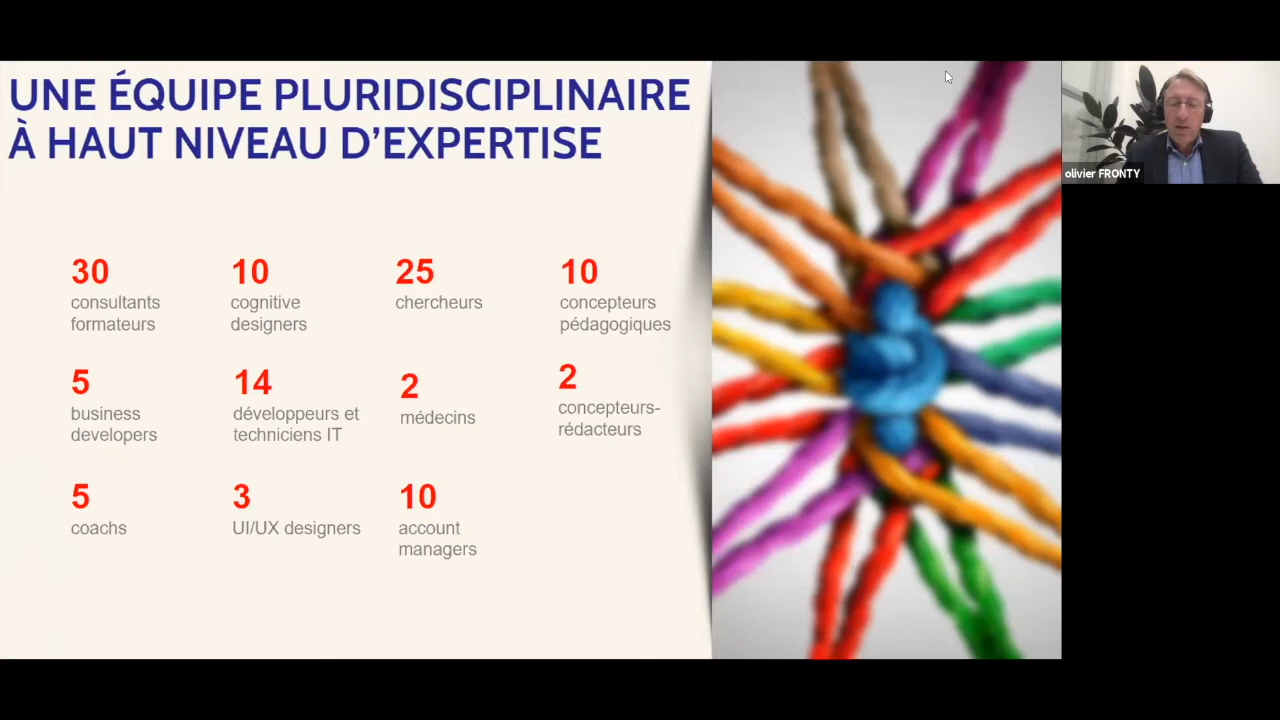 UNE ÉQUIPE PLURIDISCIPLINAIRE
À HAUT NIVEAU D'EXPERTISE
olivier FRONTY
30
consultants
formateurs
10
cognitive
designers
25
chercheurs
10
concepteurs
pédagogiques
5
business
developers
14
développeurs et
techniciens IT
2
médecins
2
concepteurs-
rédacteurs
5
coachs
3
UI/UX designers
10
account
managers